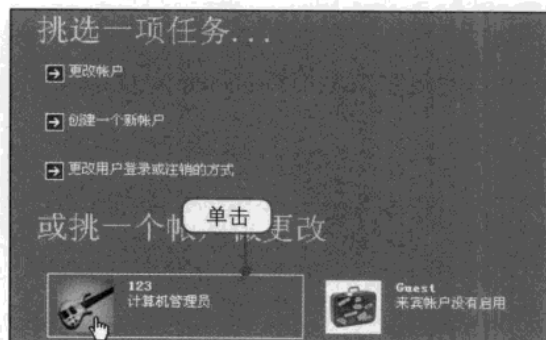 挑选一项任务...
更改帐户
创建一个新帐户
更改用户登录或注销的方式
单击
或挑一个帐户做更改
123
计算机管理员
Guest
来宾帐户没有启用